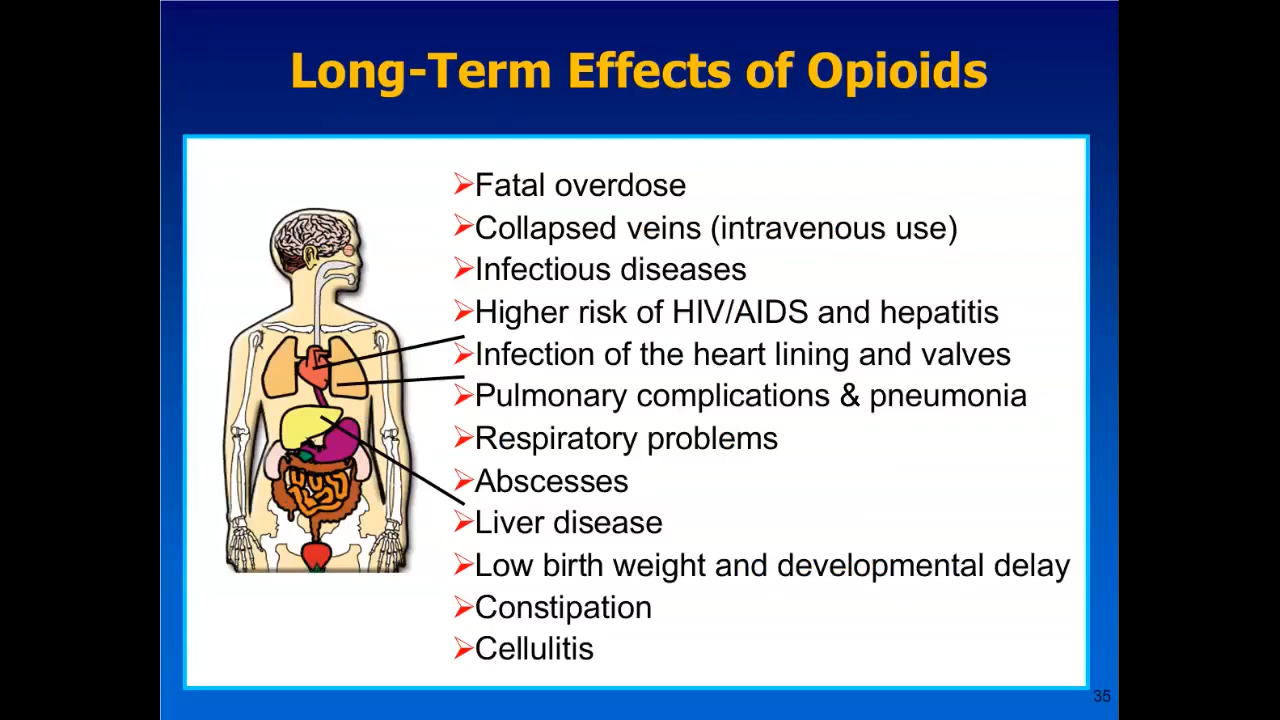 Long-Term Effects of Opioids
Fatal overdose
Collapsed veins (intravenous use)
Infectious diseases
Higher risk of HIV/AIDS and hepatitis
Infection of the heart lining and valves
Pulmonary complications & pneumonia
Respiratory problems
Abscesses
Liver disease
Low birth weight and developmental delay
Constipation
Cellulitis
35